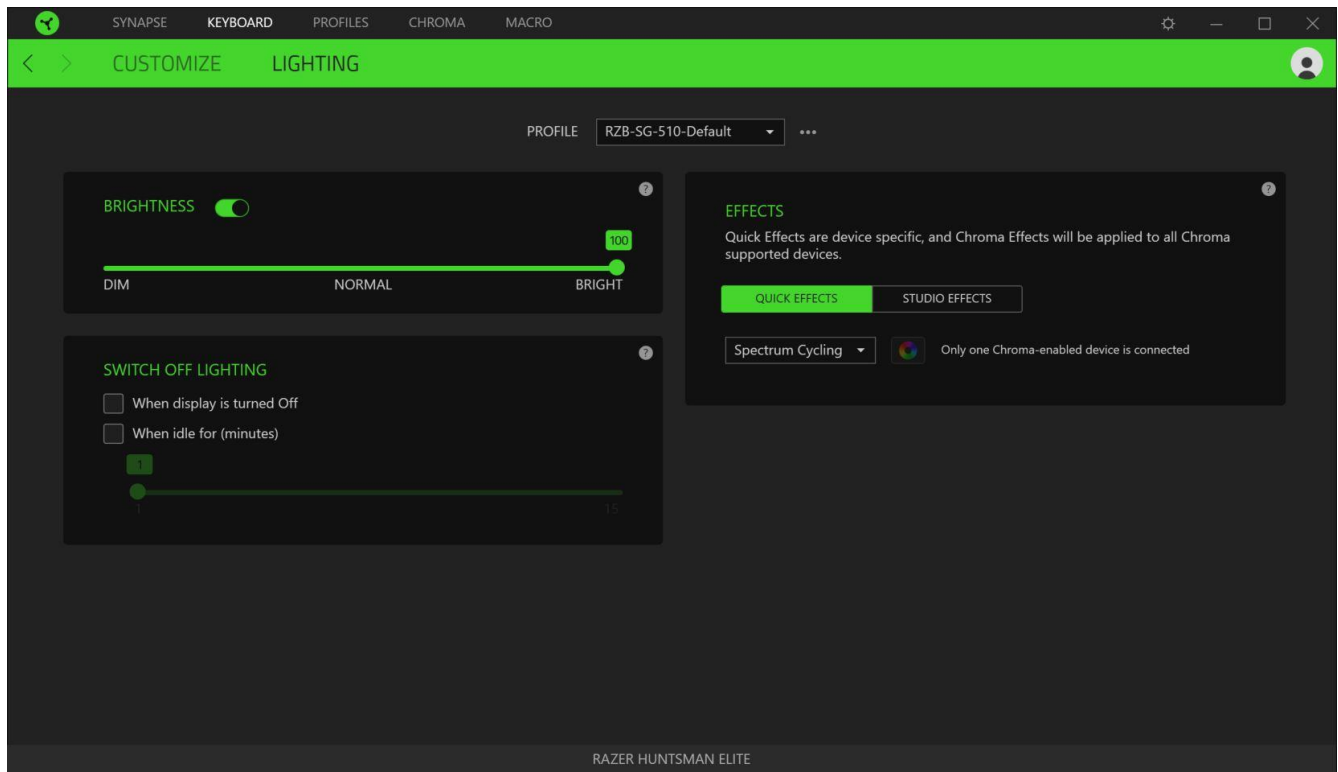 SYNAPSE KEYBOARD PROFILES CHROMA MACRO
CUSTOMIZE LIGHTING
PROFILE RZB-SG-510-Default
BRIGHTNESS
100
DIM NORMAL BRIGHT
SWITCH OFF LIGHTING
When display is turned Off
When idle for (minutes)
1
1 15
EFFECTS
Quick Effects are device specific, and Chroma Effects will be applied to all Chroma
supported devices.
QUICK EFFECTS STUDIO EFFECTS
Spectrum Cycling Only one Chroma-enabled device is connected
RAZER HUNTSMAN ELITE